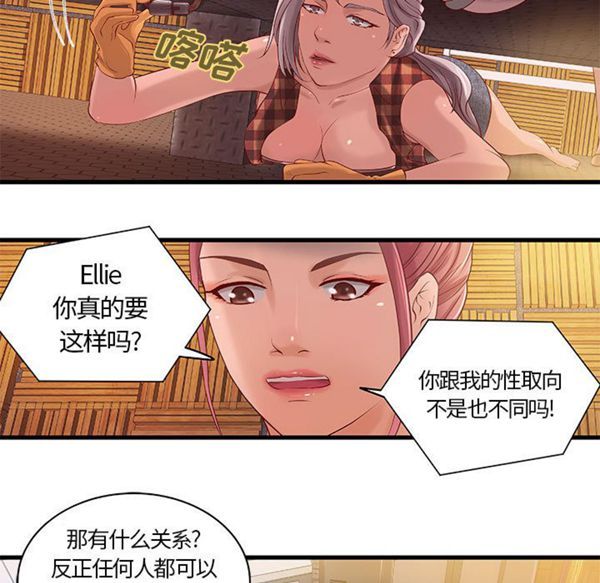 喀嗒
Ellie
你真的要
这样吗?
你跟我的性取向
不是也不同吗!
那有什么关系?
反正任何人都可以